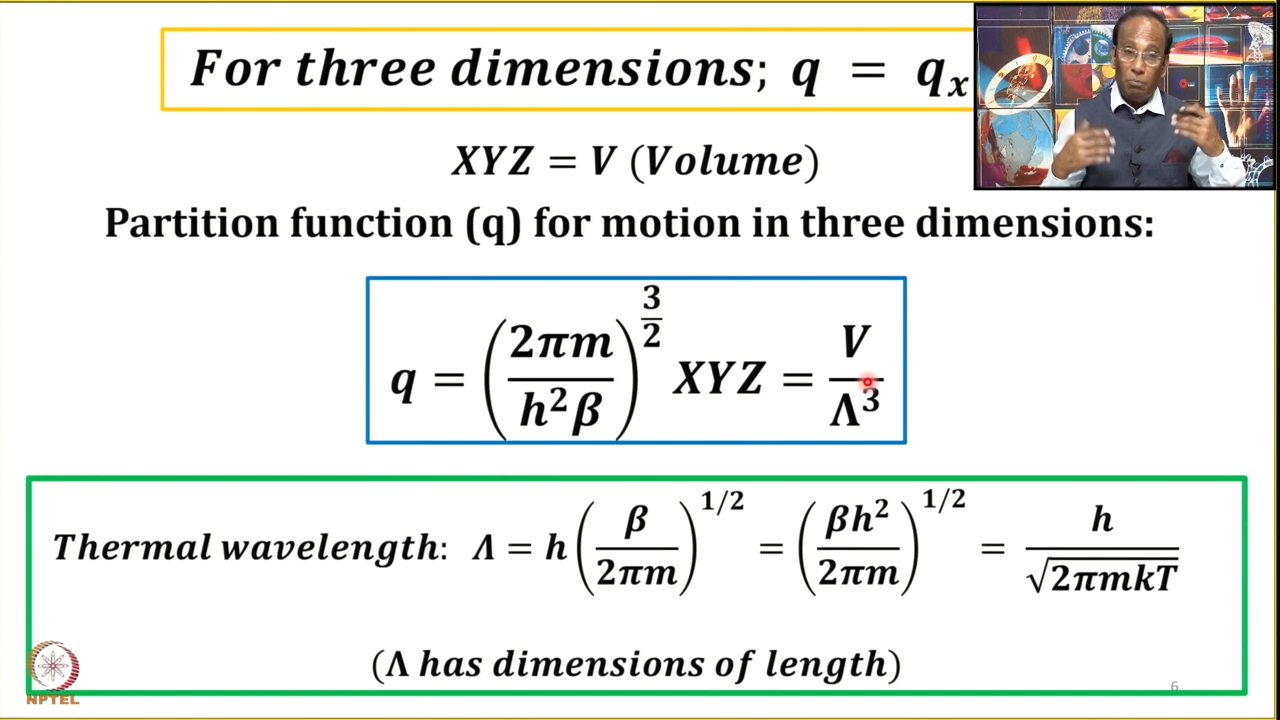 For three dimensions; q = qₓ
XYZ = V (Volume)
Partition function (q) for motion in three dimensions:
q = (2πm / h²β)^(3/2) XYZ = V / Λ³
Thermal wavelength: Λ = h(β / 2πm)^(1/2) = (βh² / 2πm)^(1/2) = h / √(2πmkT)
(Λ has dimensions of length)
NPTEL
6